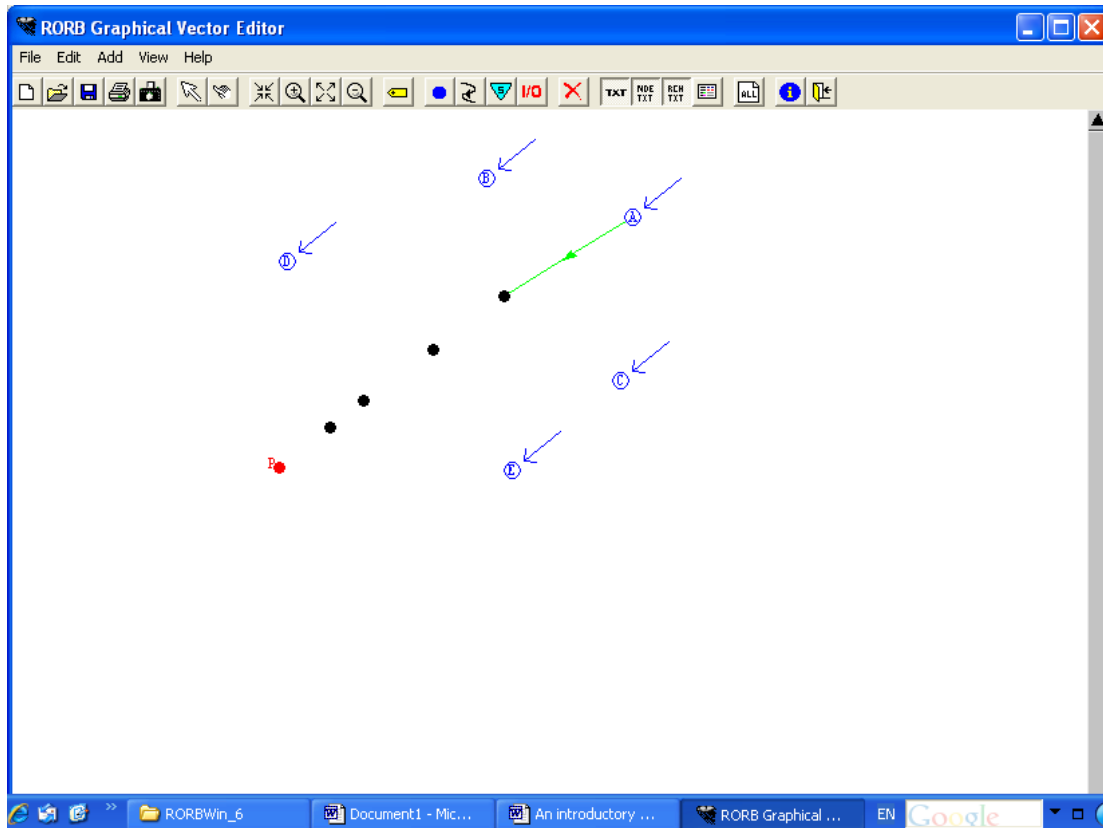 RORB Graphical Vector Editor
File Edit Add View Help
5 I/O TXT NDE TXT RCH TXT ALL i
B
A
D
C
P
E
» RORBWin_6 Document1 - Mic... An introductory ... RORB Graphical ... EN Google